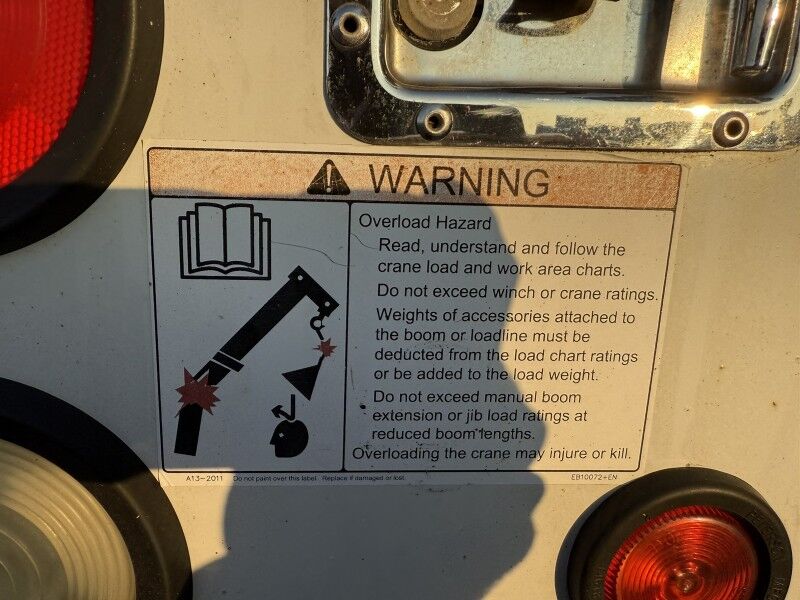 WARNING
Overload Hazard
Read, understand and follow the
crane load and work area charts.
Do not exceed winch or crane ratings.
Weights of accessories attached to
the boom or loadline must be
deducted from the load chart ratings
or be added to the load weight.
Do not exceed manual boom
extension or jib load ratings at
reduced boom lengths.
Overloading the crane may injure or kill.
A13-2011 Do not paint over this label. Replace if damaged or lost. EB10072+EN